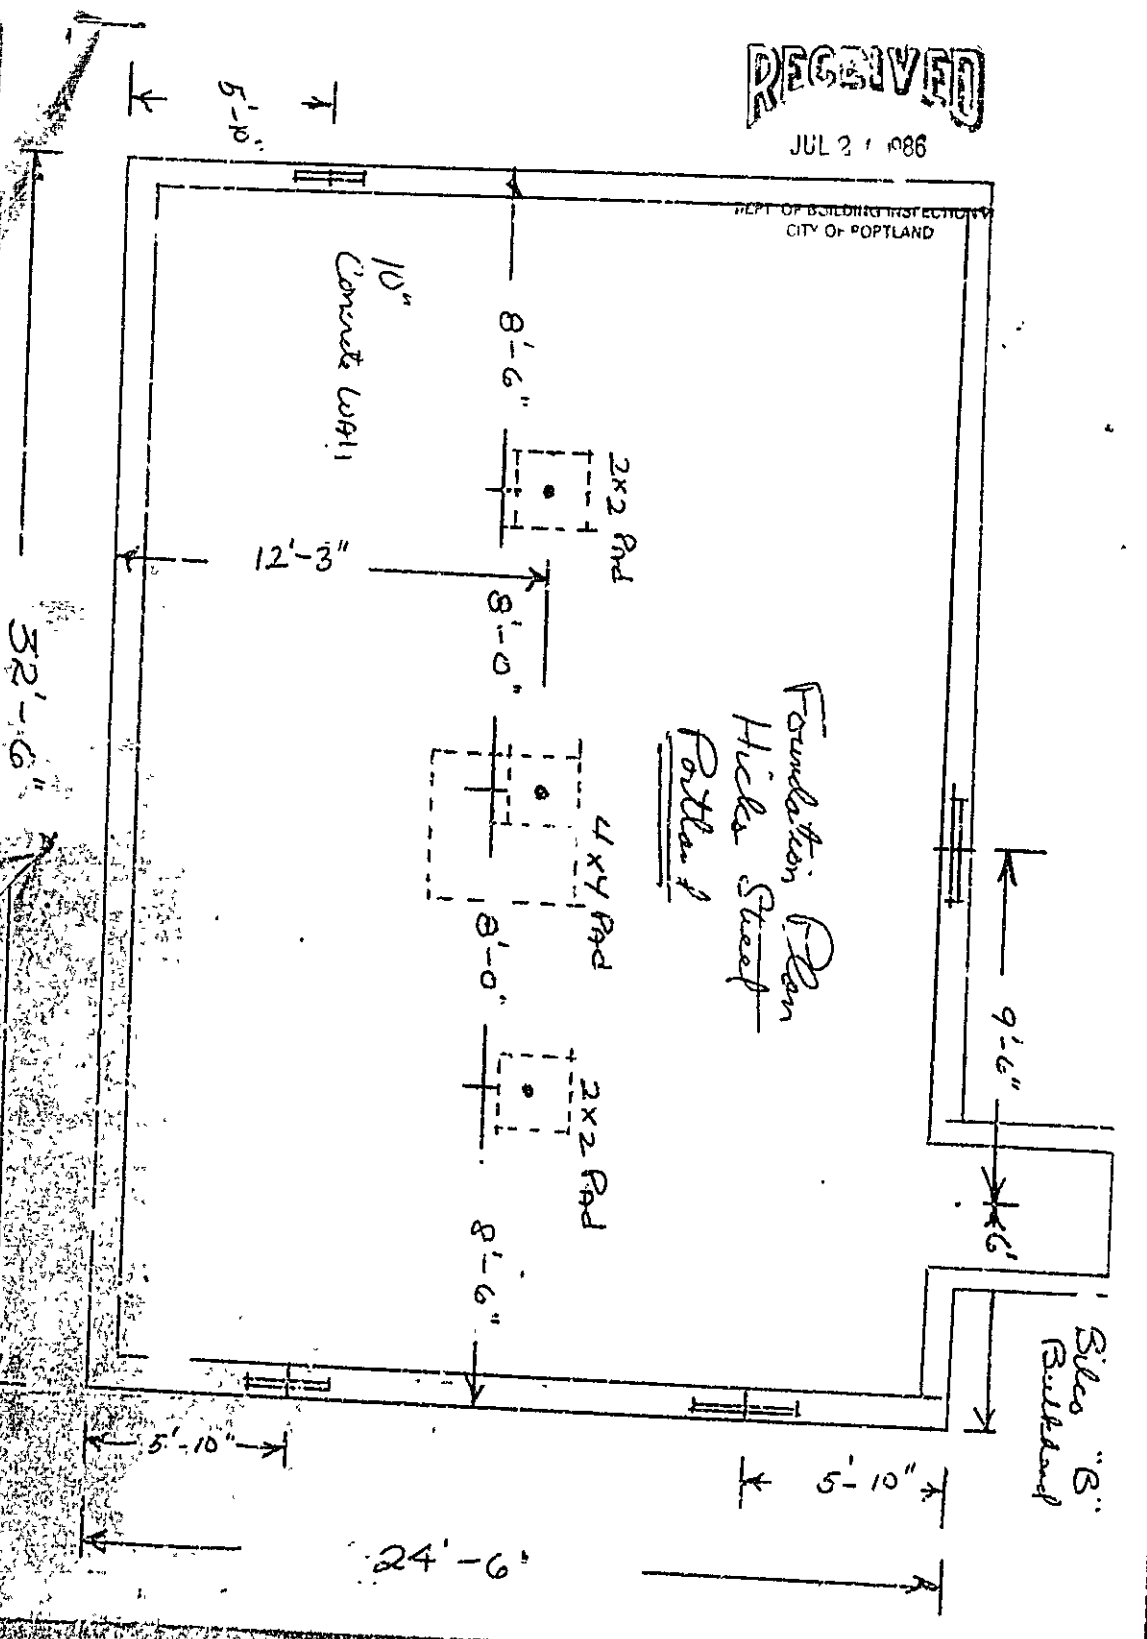 RECEIVED
JUL 2 1986
DEPT OF BUILDING INSPECTIONS
CITY OF PORTLAND
5'-10"
10"
Concrete WAll
8'-6"
2x2 PAd
12'-3"
8'-0"
32'-6"
Foundation Plan
Hicks Street
Portland
4x4 PAd
8'-0"
9'-6"
2x2 PAd
6'
8'-6"
Bilco "B"
Bulkhead
5'-10"
5'-10"
24'-6"